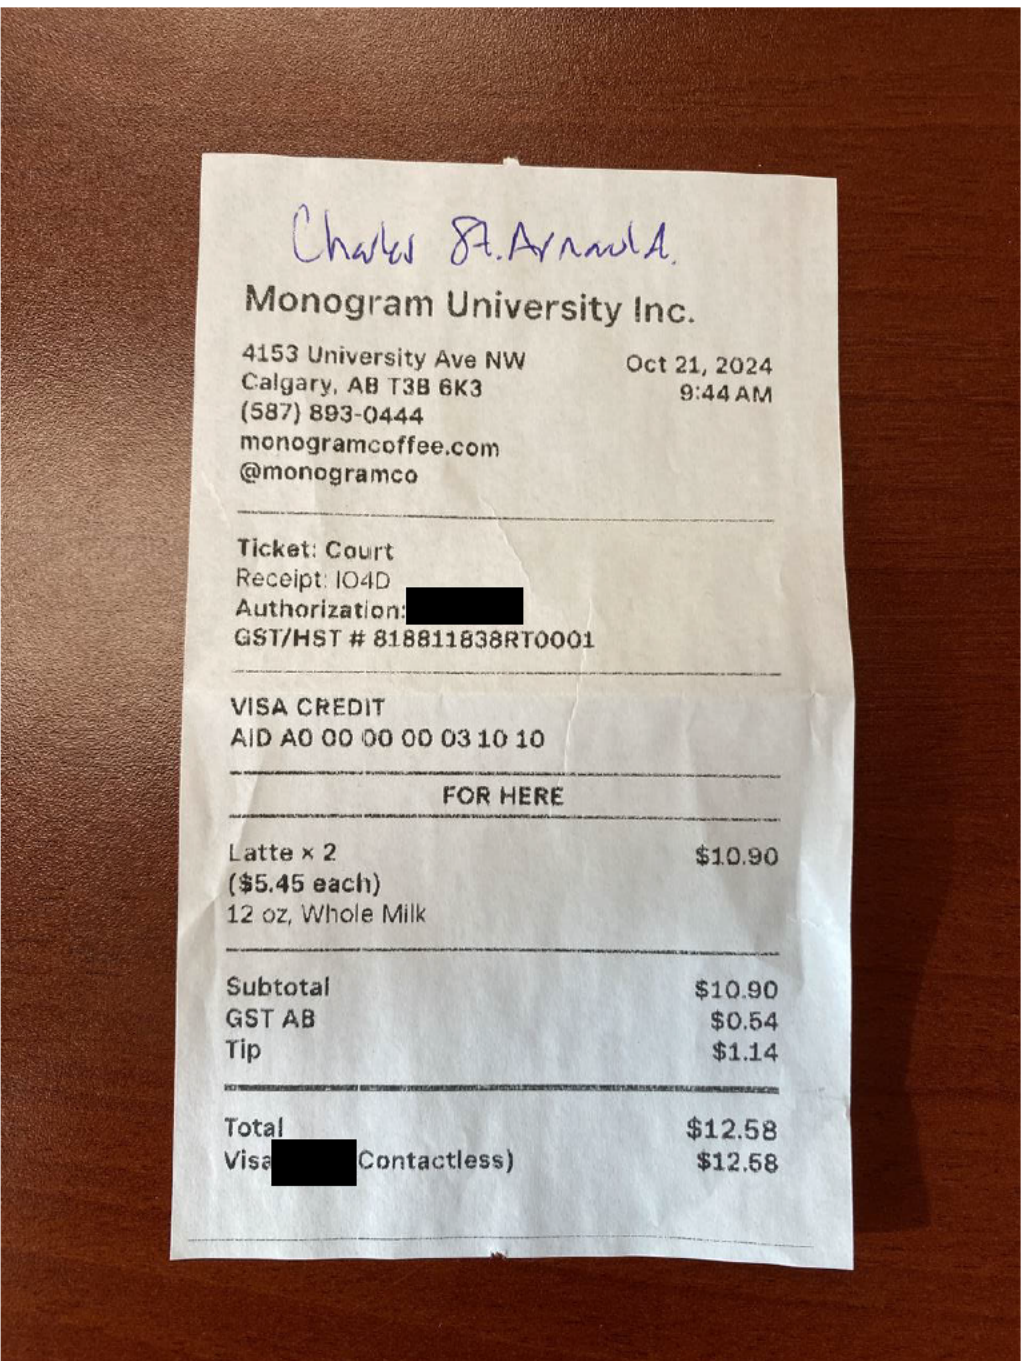 Charles St. Arnauld.
Monogram University Inc.
4153 University Ave NW Oct 21, 2024
Calgary, AB T3B 6K3 9:44 AM
(587) 893-0444
monogramcoffee.com
@monogramco
Ticket: Court
Receipt: IO4D
Authorization:
GST/HST # 818811838RT0001
VISA CREDIT
AID A0 00 00 00 03 10 10
FOR HERE
Latte × 2 $10.90
($5.45 each)
12 oz, Whole Milk
Subtotal $10.90
GST AB $0.54
Tip $1.14
Total $12.58
Visa Contactless) $12.58